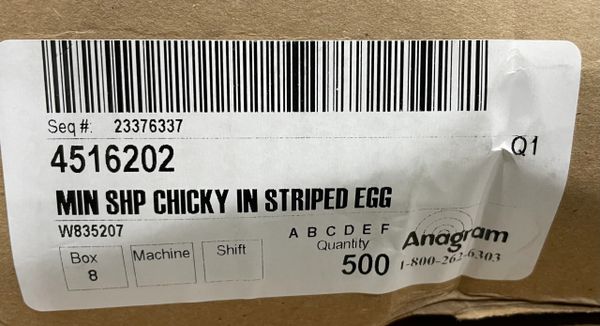 Seq #: 23376337
4516202
Q1
MIN SHP CHICKY IN STRIPED EGG
W835207
A B C D E F
Box
8
Machine
Shift
Quantity
500
Anagram
1-800-262-6303